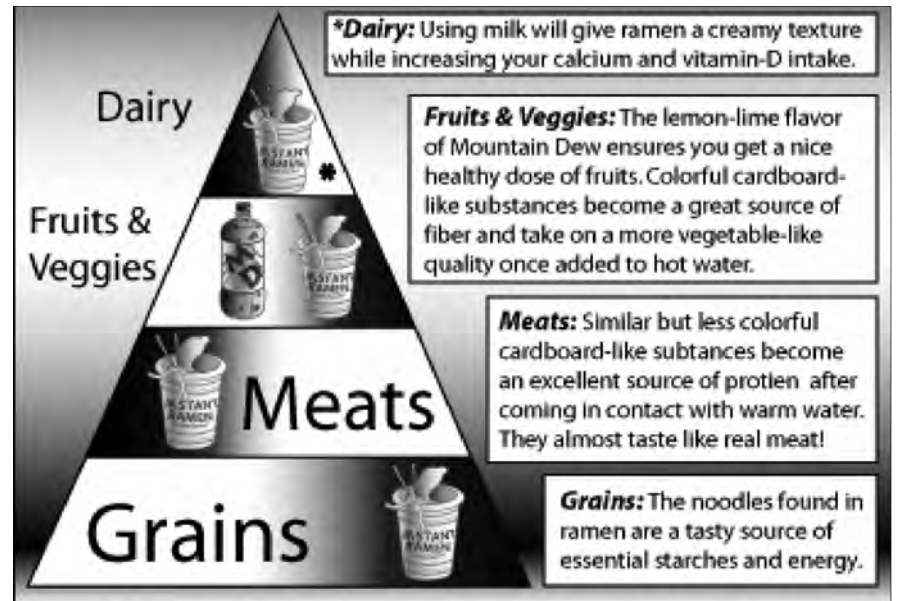 *Dairy: Using milk will give ramen a creamy texture
while increasing your calcium and vitamin-D intake.
Dairy
*
Fruits & Veggies: The lemon-lime flavor
of Mountain Dew ensures you get a nice
healthy dose of fruits. Colorful cardboard-
like substances become a great source of
fiber and take on a more vegetable-like
quality once added to hot water.
Fruits &
Veggies
Meats: Similar but less colorful
cardboard-like subtances become
an excellent source of protien after
coming in contact with warm water.
They almost taste like real meat!
INSTANT
RAMEN
Meats
Grains: The noodles found in
ramen are a tasty source of
essential starches and energy.
Grains